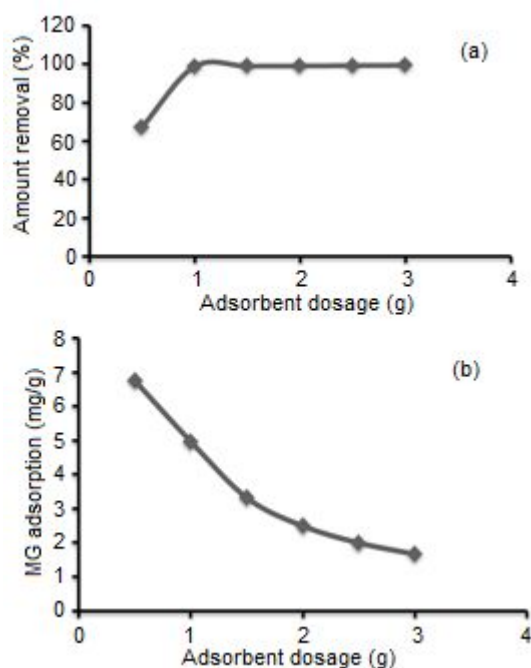 120
100
80
60
40
20
0
Amount removal (%)
(a)
0 1 2 3 4
Adsorbent dosage (g)
8
7
6
5
4
3
2
1
0
MG adsorption (mg/g)
(b)
0 1 2 3 4
Adsorbent dosage (g)